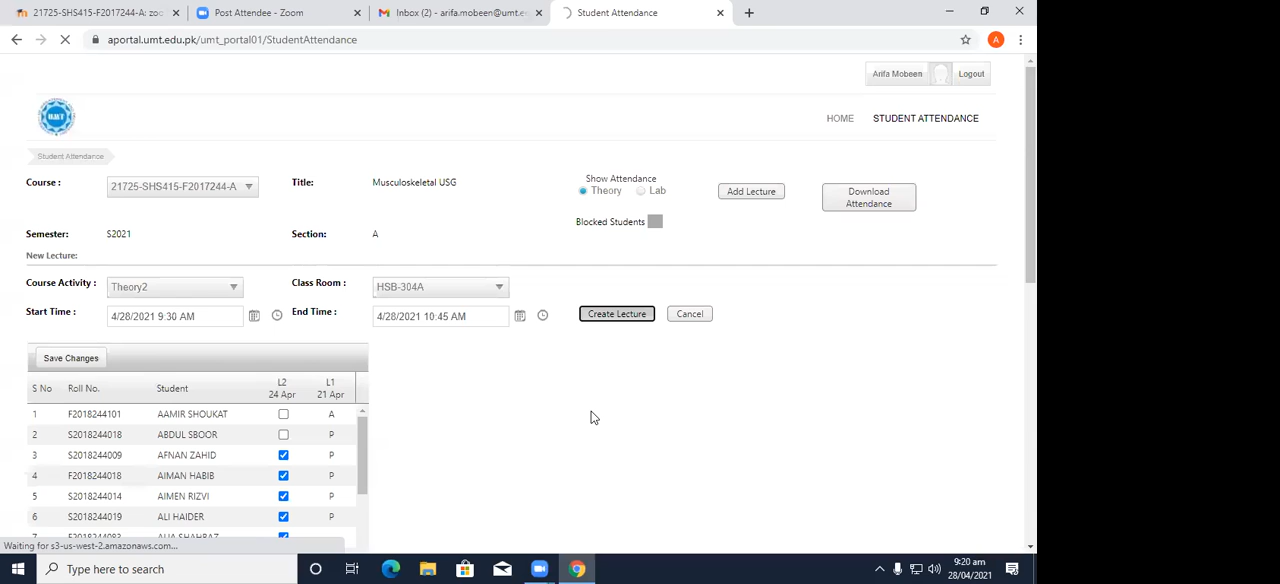 21725-SHS415-F2017244-A: zoo
Post Attendee - Zoom
Inbox (2) - arifa.mobeen@umt.e
Student Attendance
aportal.umt.edu.pk/umt_portal01/StudentAttendance
A
Arifa Mobeen
Logout
UMT
HOME
STUDENT ATTENDANCE
Student Attendance
Course :
21725-SHS415-F2017244-A
Title:
Musculoskeletal USG
Show Attendance
Theory
Lab
Add Lecture
Download
Attendance
Blocked Students
Semester:
S2021
Section:
A
New Lecture:
Course Activity :
Theory2
Class Room :
HSB-304A
Start Time :
4/28/2021 9:30 AM
End Time :
4/28/2021 10:45 AM
Create Lecture
Cancel
Save Changes
S No Roll No. Student L2 24 Apr L1 21 Apr
1 F2018244101 AAMIR SHOUKAT A
2 S2018244018 ABDUL SBOOR P
3 S2018244009 AFNAN ZAHID P
4 F2018244018 AIMAN HABIB P
5 S2018244014 AIMEN RIZVI P
6 S2018244019 ALI HAIDER P
Waiting for s3-us-west-2.amazonaws.com...
Type here to search
9:20 am
28/04/2021